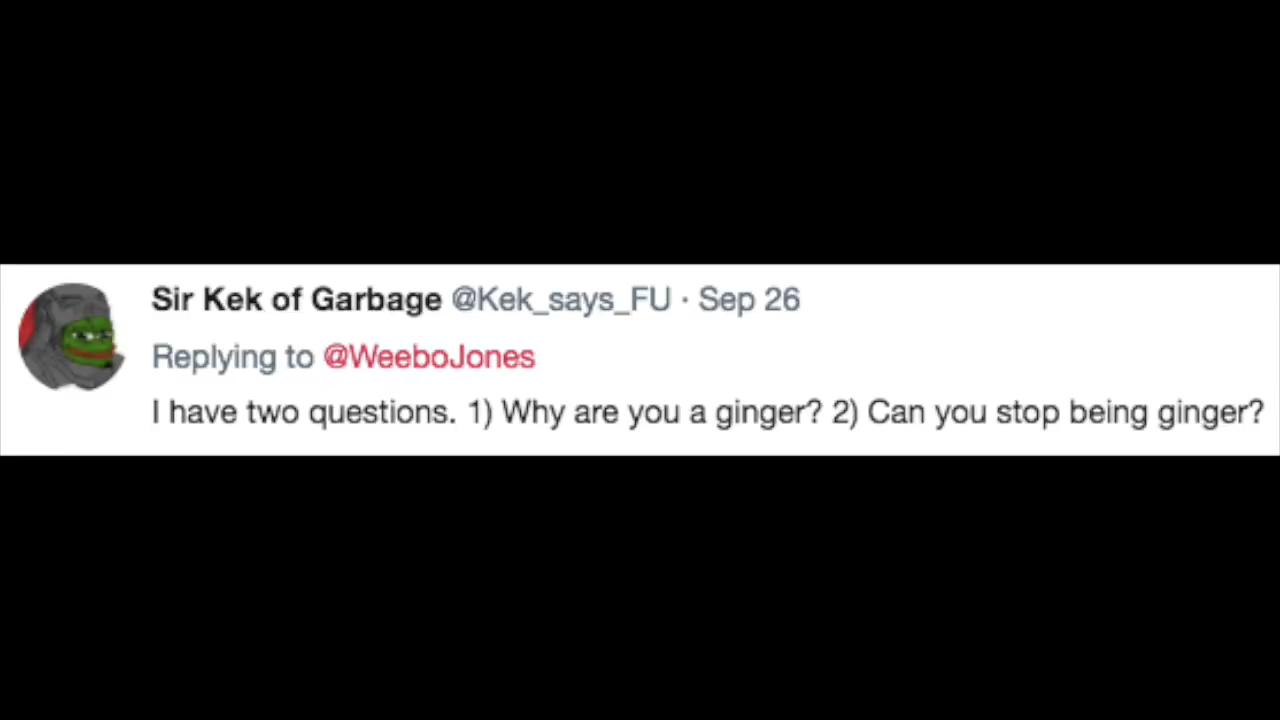 Sir Kek of Garbage @Kek_says_FU · Sep 26
Replying to @WeeboJones
I have two questions. 1) Why are you a ginger? 2) Can you stop being ginger?